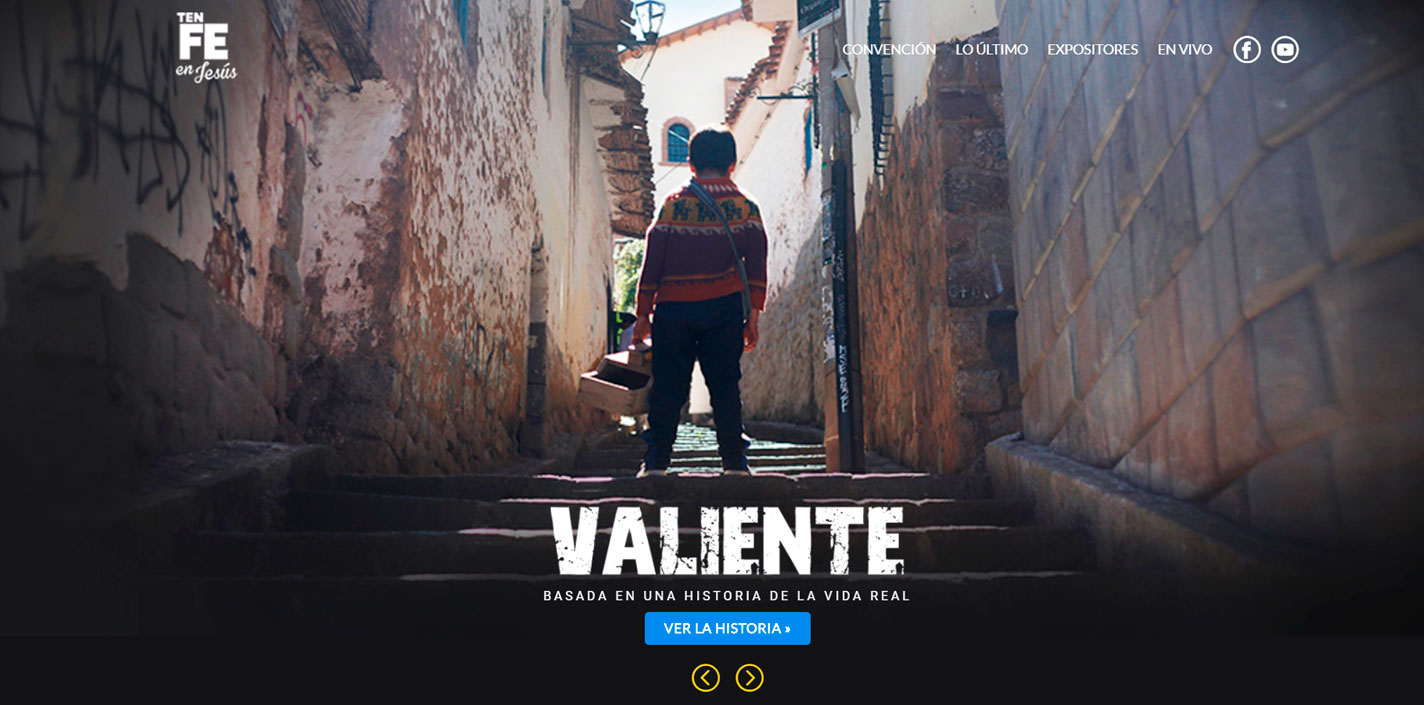 TEN
FE
en Jesús
CONVENCIÓN LO ÚLTIMO EXPOSITORES EN VIVO
VALIENTE
BASADA EN UNA HISTORIA DE LA VIDA REAL
VER LA HISTORIA »